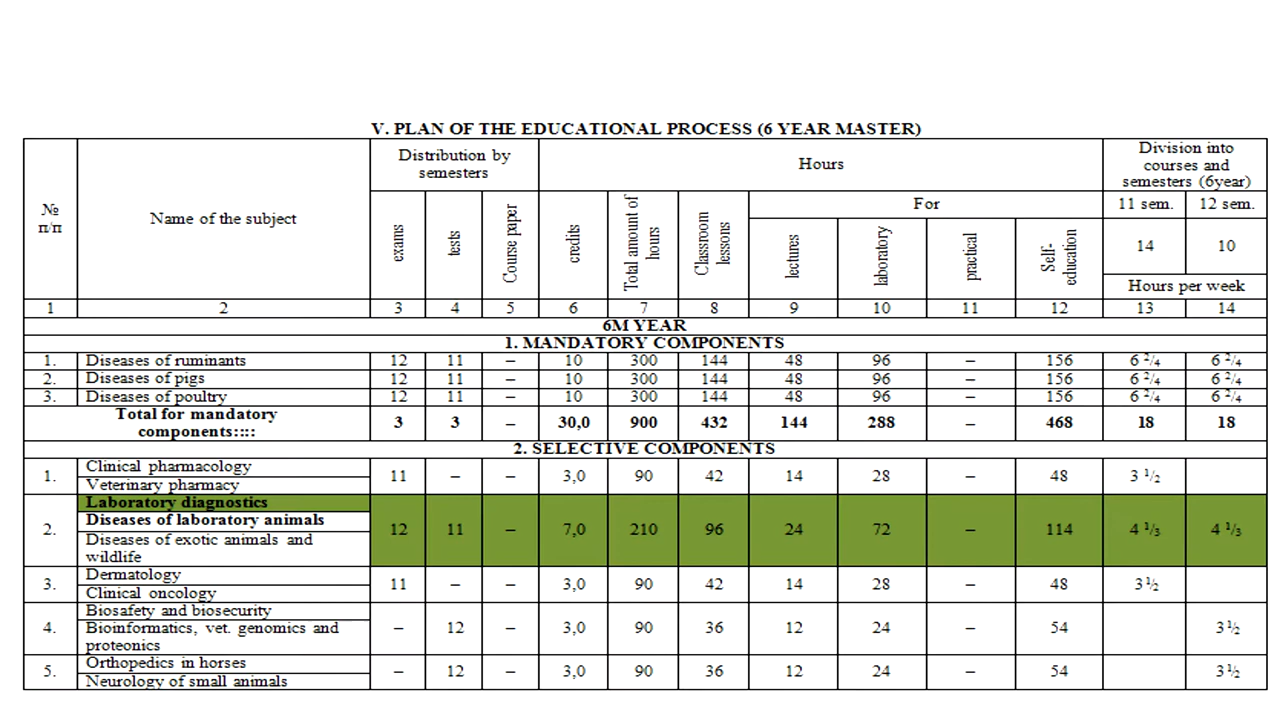 V. PLAN OF THE EDUCATIONAL PROCESS (6 YEAR MASTER)
№ п/п
Name of the subject
Distribution by semesters
Hours
Division into courses and semesters (6year)
exams
tests
Course paper
credits
Total amount of hours
Classroom lessons
For
lectures
laboratory
practical
Self-education
11 sem.
12 sem.
14
10
Hours per week
1 2 3 4 5 6 7 8 9 10 11 12 13 14
6M YEAR
1. MANDATORY COMPONENTS
1. Diseases of ruminants 12 11 – 10 300 144 48 96 – 156 6 2/4 6 2/4
2. Diseases of pigs 12 11 – 10 300 144 48 96 – 156 6 2/4 6 2/4
3. Diseases of poultry 12 11 – 10 300 144 48 96 – 156 6 2/4 6 2/4
Total for mandatory
components:::: 3 3 – 30,0 900 432 144 288 – 468 18 18
2. SELECTIVE COMPONENTS
1. Clinical pharmacology
Veterinary pharmacy
11 – – 3,0 90 42 14 28 – 48 3 1/2
2. Laboratory diagnostics
Diseases of laboratory animals
Diseases of exotic animals and
wildlife
12 11 – 7,0 210 96 24 72 – 114 4 1/3 4 1/3
3. Dermatology
Clinical oncology
11 – – 3,0 90 42 14 28 – 48 3 1/2
4. Biosafety and biosecurity
Bioinformatics, vet. genomics and
proteonics
– 12 – 3,0 90 36 12 24 – 54 3 1/2
5. Orthopedics in horses
Neurology of small animals
– 12 – 3,0 90 36 12 24 – 54 3 1/2